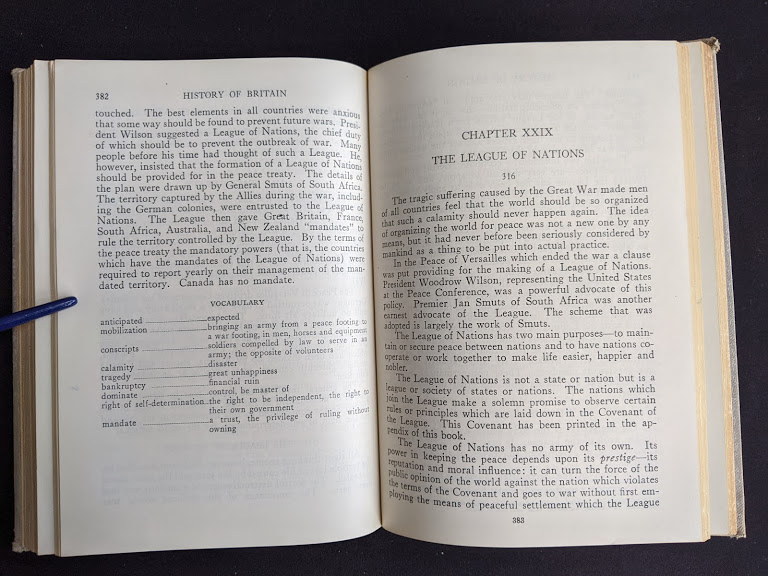 382 HISTORY OF BRITAIN
touched. The best elements in all countries were anxious
that some way should be found to prevent future wars. Presi-
dent Wilson suggested a League of Nations, the chief duty
of which should be to prevent the outbreak of war. Many
people before his time had thought of such a League. He,
however, insisted that the formation of a League of Nations
should be provided for in the peace treaty. The details of
the plan were drawn up by General Smuts of South Africa.
The territory captured by the Allies during the war, includ-
ing the German colonies, were entrusted to the League of
Nations. The League then gave Great Britain, France,
South Africa, Australia, and New Zealand "mandates" to
rule the territory controlled by the League. By the terms of
the peace treaty the mandatory powers (that is, the countries
which have the mandates of the League of Nations) were
required to report yearly on their management of the man-
dated territory. Canada has no mandate.
VOCABULARY
anticipated expected
mobilization bringing an army from a peace footing to
a war footing, in men, horses and equipment
conscripts soldiers compelled by law to serve in an
army; the opposite of volunteers
calamity disaster
tragedy great unhappiness
bankruptcy financial ruin
dominate control, be master of
right of self-determination the right to be independent, the right to
their own government
mandate a trust, the privilege of ruling without
owning
CHAPTER XXIX
THE LEAGUE OF NATIONS
316
The tragic suffering caused by the Great War made men
of all countries feel that the world should be so organized
that such a calamity should never happen again. The idea
of organizing the world for peace was not a new one by any
means, but it had never before been seriously considered by
mankind as a thing to be put into actual practice.
In the Peace of Versailles which ended the war a clause
was put providing for the making of a League of Nations.
President Woodrow Wilson, representing the United States
at the Peace Conference, was a powerful advocate of this
policy. Premier Jan Smuts of South Africa was another
earnest advocate of the League. The scheme that was
adopted is largely the work of Smuts.
The League of Nations has two main purposes—to main-
tain or secure peace between nations and to have nations co-
operate or work together to make life easier, happier and
nobler.
The League of Nations is not a state or nation but is a
league or society of states or nations. The nations which
join the League make a solemn promise to observe certain
rules or principles which are laid down in the Covenant of
the League. This Covenant has been printed in the ap-
pendix of this book.
The League of Nations has no army of its own. Its
power in keeping the peace depends upon its prestige—its
reputation and moral influence: it can turn the force of the
public opinion of the world against the nation which violates
the terms of the Covenant and goes to war without first em-
ploying the means of peaceful settlement which the League
383